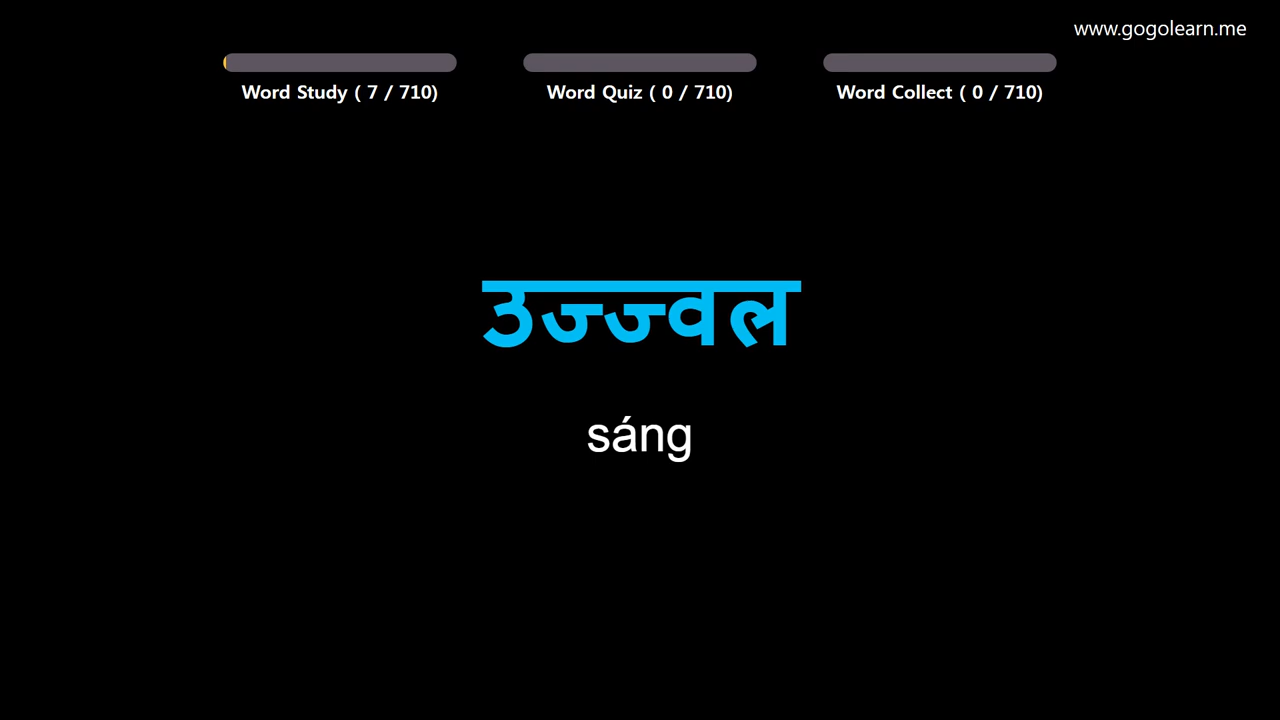 www.gogolearn.me
Word Study ( 7 / 710)
Word Quiz ( 0 / 710)
Word Collect ( 0 / 710)
उज्ज्वल
sáng